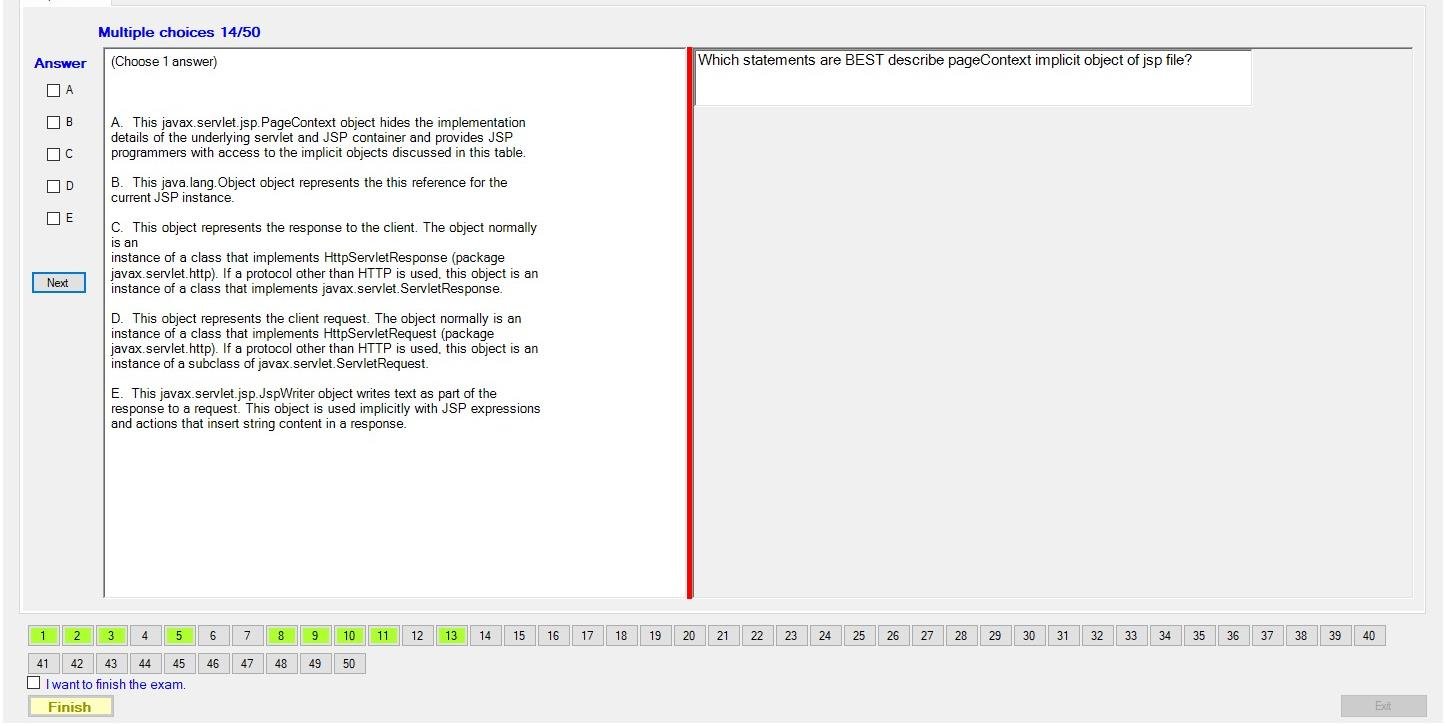 Multiple choices 14/50
Answer
A
B
C
D
E
Next
(Choose 1 answer)
A. This javax.servlet.jsp.PageContext object hides the implementation
details of the underlying servlet and JSP container and provides JSP
programmers with access to the implicit objects discussed in this table.
B. This java.lang.Object object represents the this reference for the
current JSP instance.
C. This object represents the response to the client. The object normally
is an
instance of a class that implements HttpServletResponse (package
javax.servlet.http). If a protocol other than HTTP is used, this object is an
instance of a class that implements javax.servlet.ServletResponse.
D. This object represents the client request. The object normally is an
instance of a class that implements HttpServletRequest (package
javax.servlet.http). If a protocol other than HTTP is used, this object is an
instance of a subclass of javax.servlet.ServletRequest.
E. This javax.servlet.jsp.JspWriter object writes text as part of the
response to a request. This object is used implicitly with JSP expressions
and actions that insert string content in a response.
Which statements are BEST describe pageContext implicit object of jsp file?
1 2 3 4 5 6 7 8 9 10 11 12 13 14 15 16 17 18 19 20 21 22 23 24 25 26 27 28 29 30 31 32 33 34 35 36 37 38 39 40
41 42 43 44 45 46 47 48 49 50
I want to finish the exam.
Finish
Exit